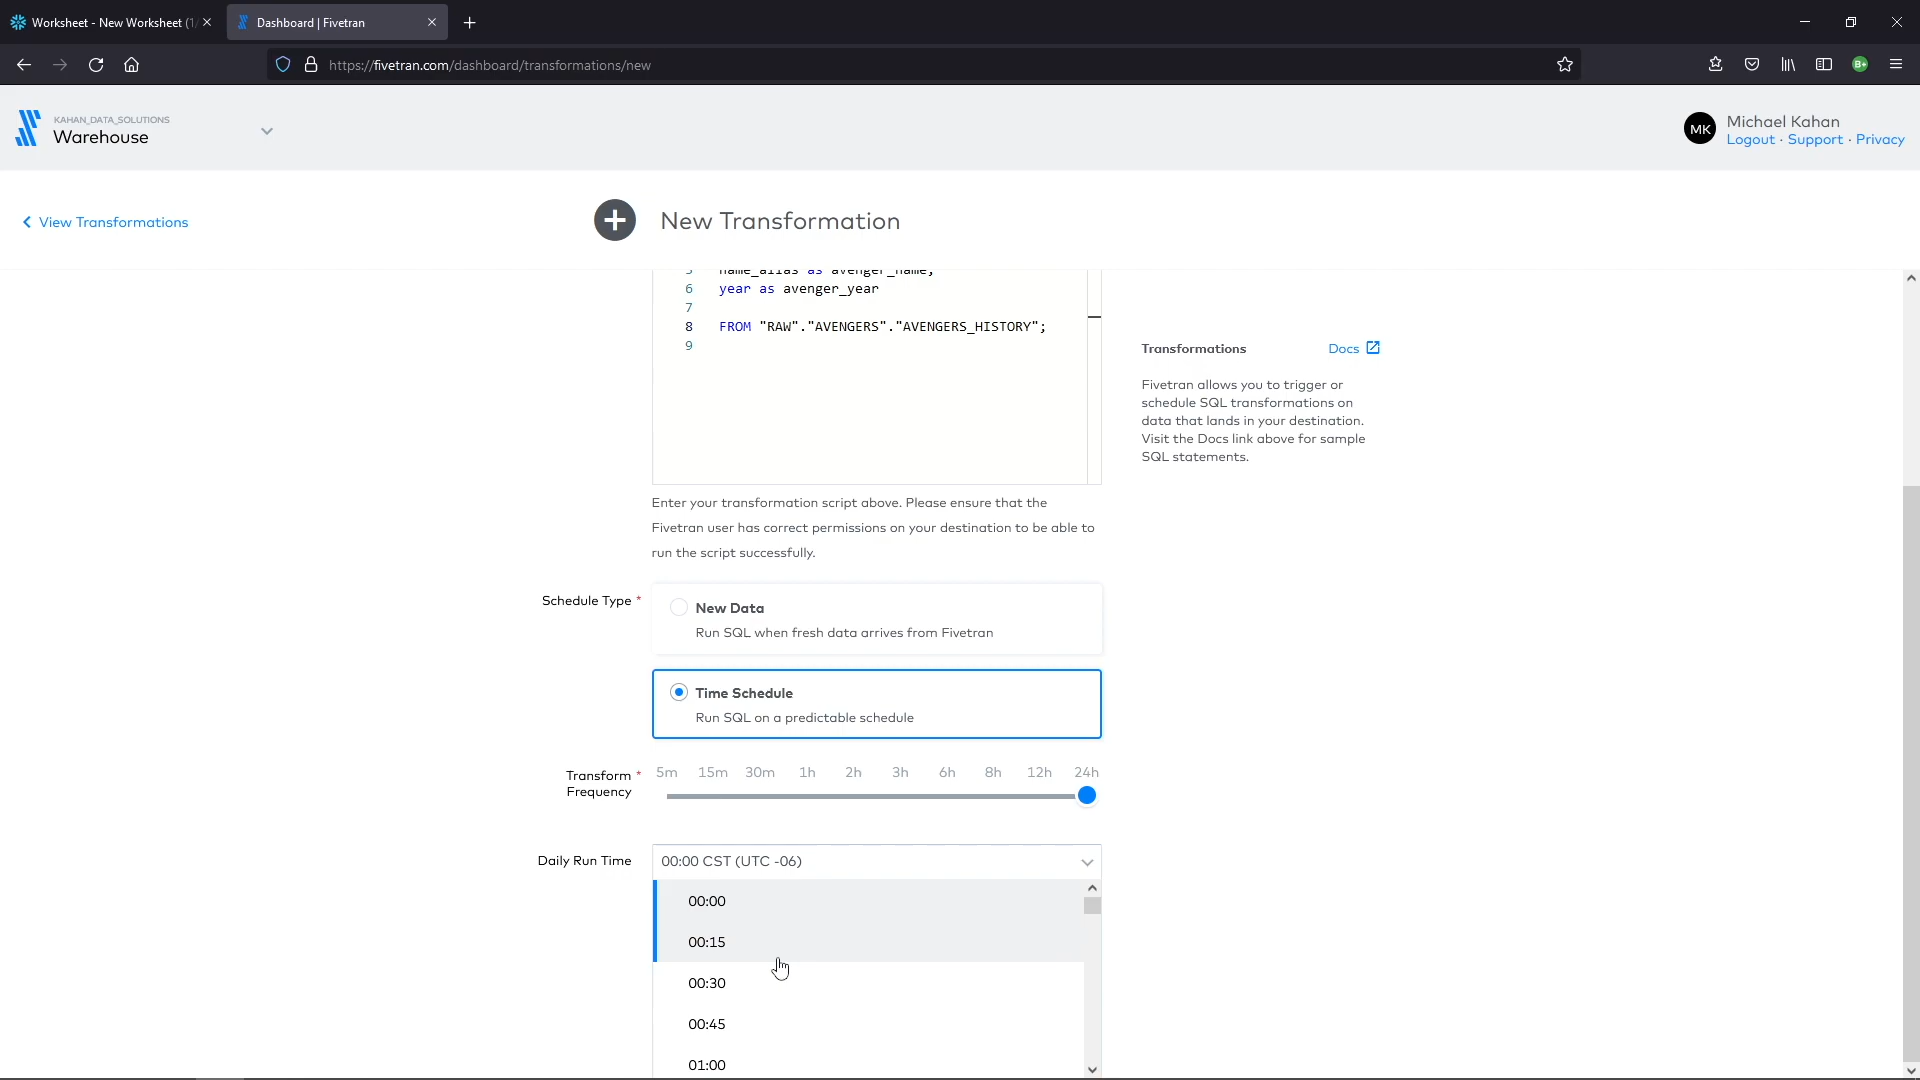 Worksheet - New Worksheet (1/
Dashboard | Fivetran
https://fivetran.com/dashboard/transformations/new
KAHAN_DATA_SOLUTIONS
Warehouse
MK
Michael Kahan
Logout · Support · Privacy
View Transformations
New Transformation
5 name_alias as avenger_name,
6 year as avenger_year
7
8 FROM "RAW"."AVENGERS"."AVENGERS_HISTORY";
9
Transformations
Docs
Fivetran allows you to trigger or
schedule SQL transformations on
data that lands in your destination.
Visit the Docs link above for sample
SQL statements.
Enter your transformation script above. Please ensure that the
Fivetran user has correct permissions on your destination to be able to
run the script successfully.
Schedule Type *
New Data
Run SQL when fresh data arrives from Fivetran
Time Schedule
Run SQL on a predictable schedule
Transform *
Frequency
5m 15m 30m 1h 2h 3h 6h 8h 12h 24h
Daily Run Time
00:00 CST (UTC -06)
00:00
00:15
00:30
00:45
01:00